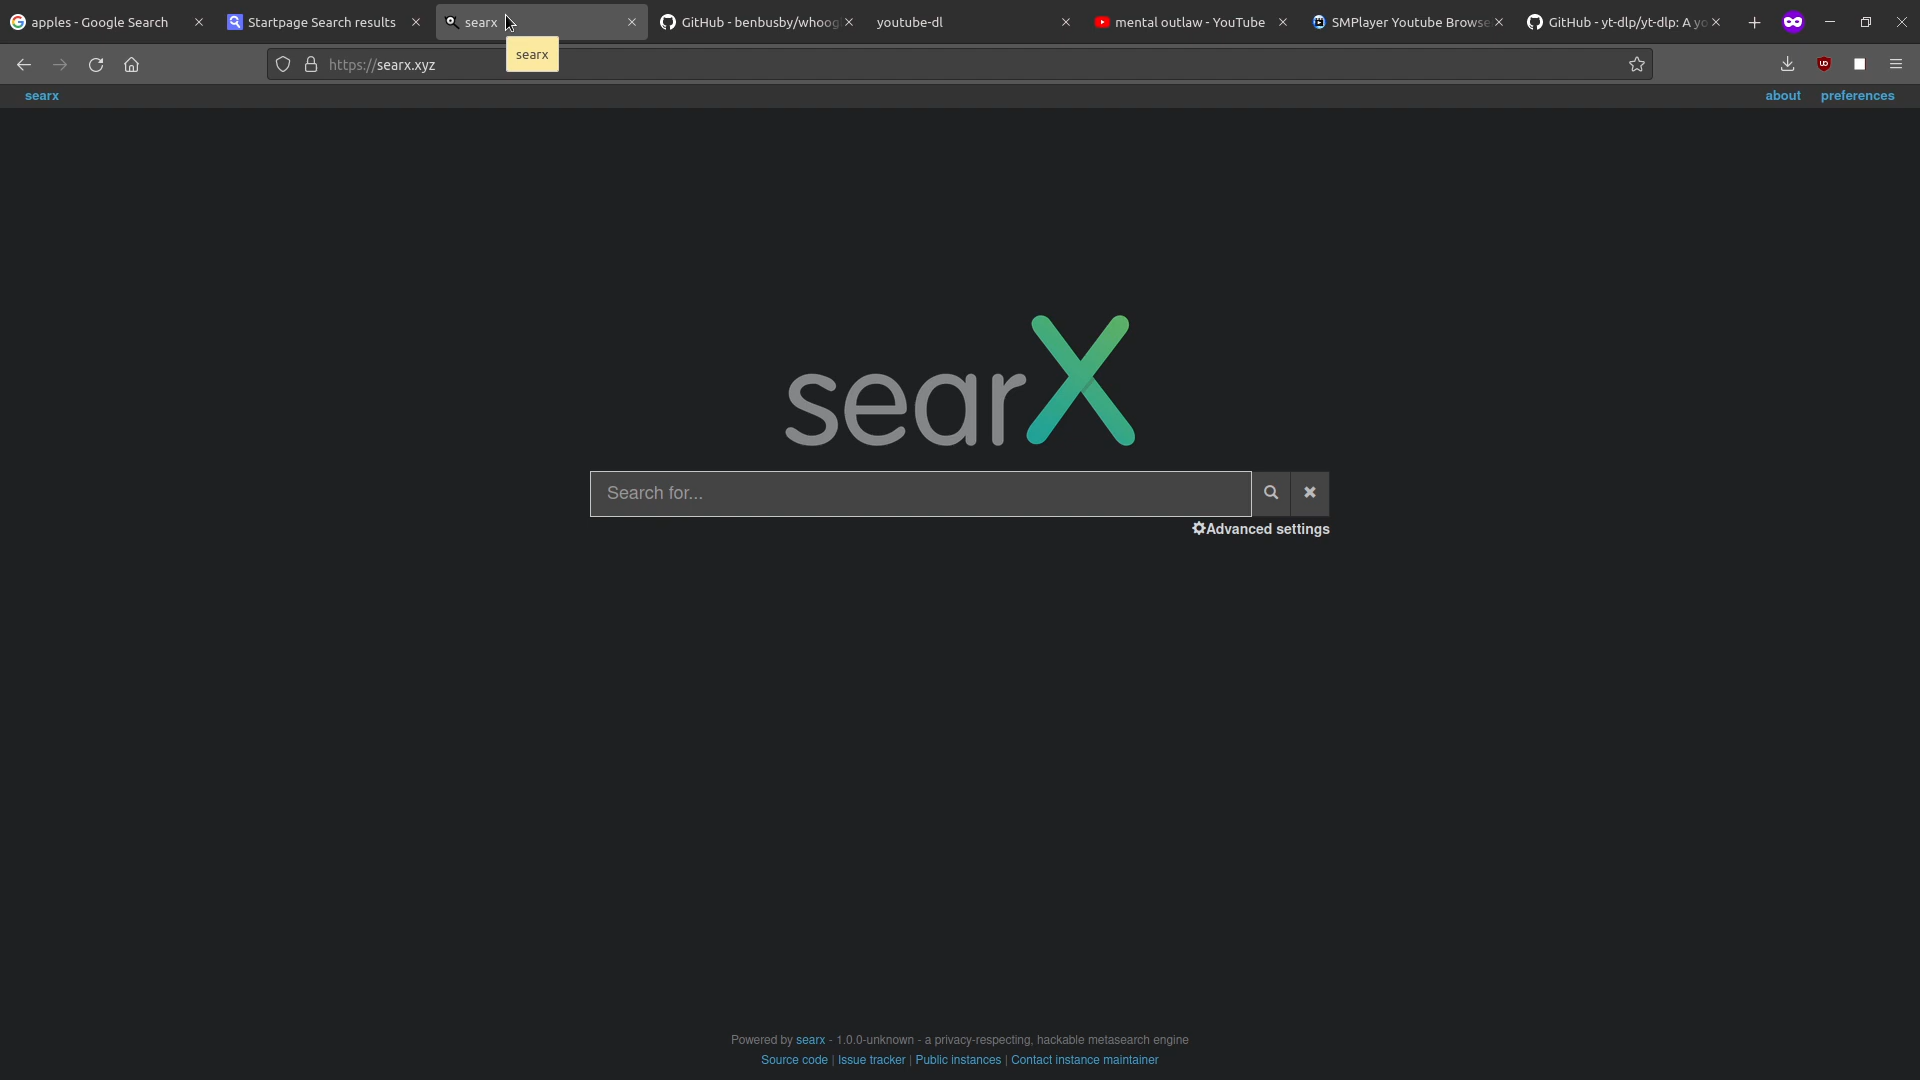 apples - Google Search
Startpage Search results
searx
GitHub - benbusby/whoog
youtube-dl
mental outlaw - YouTube
SMPlayer Youtube Browse
GitHub - yt-dlp/yt-dlp: A yo
searx
https://searx.xyz
searx
about
preferences
searX
Search for...
Advanced settings
Powered by searx - 1.0.0-unknown - a privacy-respecting, hackable metasearch engine
Source code | Issue tracker | Public instances | Contact instance maintainer